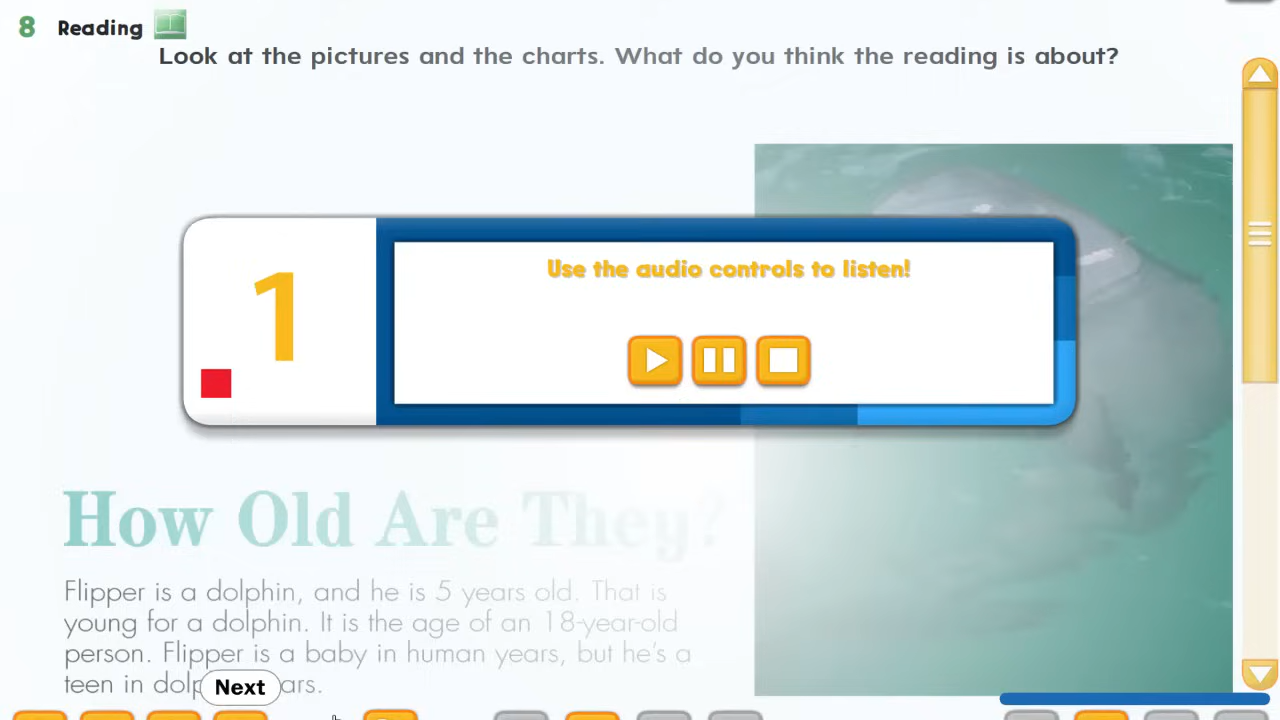 8 Reading
Look at the pictures and the charts. What do you think the reading is about?
1
Use the audio controls to listen!
How Old Are They?
Flipper is a dolphin, and he is 5 years old. That is
young for a dolphin. It is the age of an 18-year-old
person. Flipper is a baby in human years, but he's a
teen in
Next